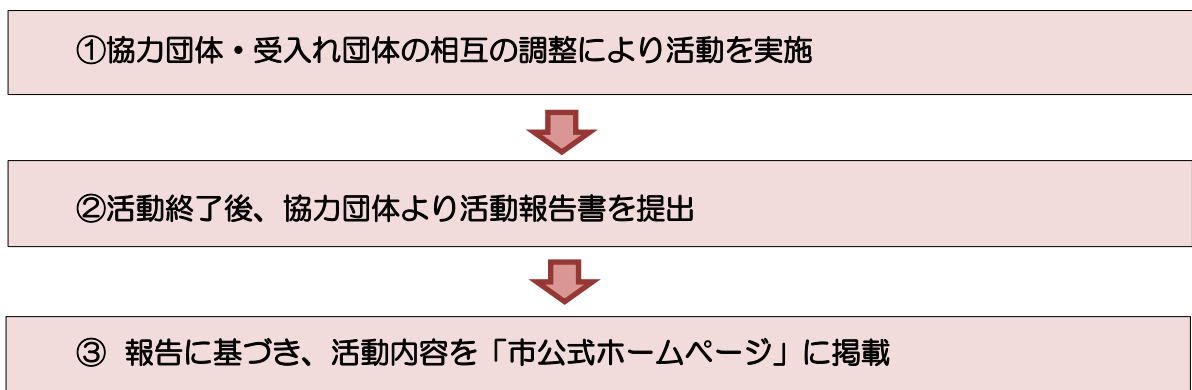 ①協力団体・受入れ団体の相互の調整により活動を実施
②活動終了後、協力団体より活動報告書を提出
③ 報告に基づき、活動内容を「市公式ホームページ」に掲載